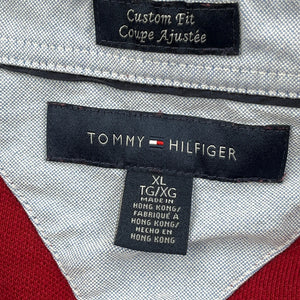 Custom Fit
Coupe Ajustée
TOMMY HILFIGER
XL
TG/XG
MADE IN
HONG KONG/
FABRIQUÉ À
HONG KONG/
HECHO EN
HONG KONG